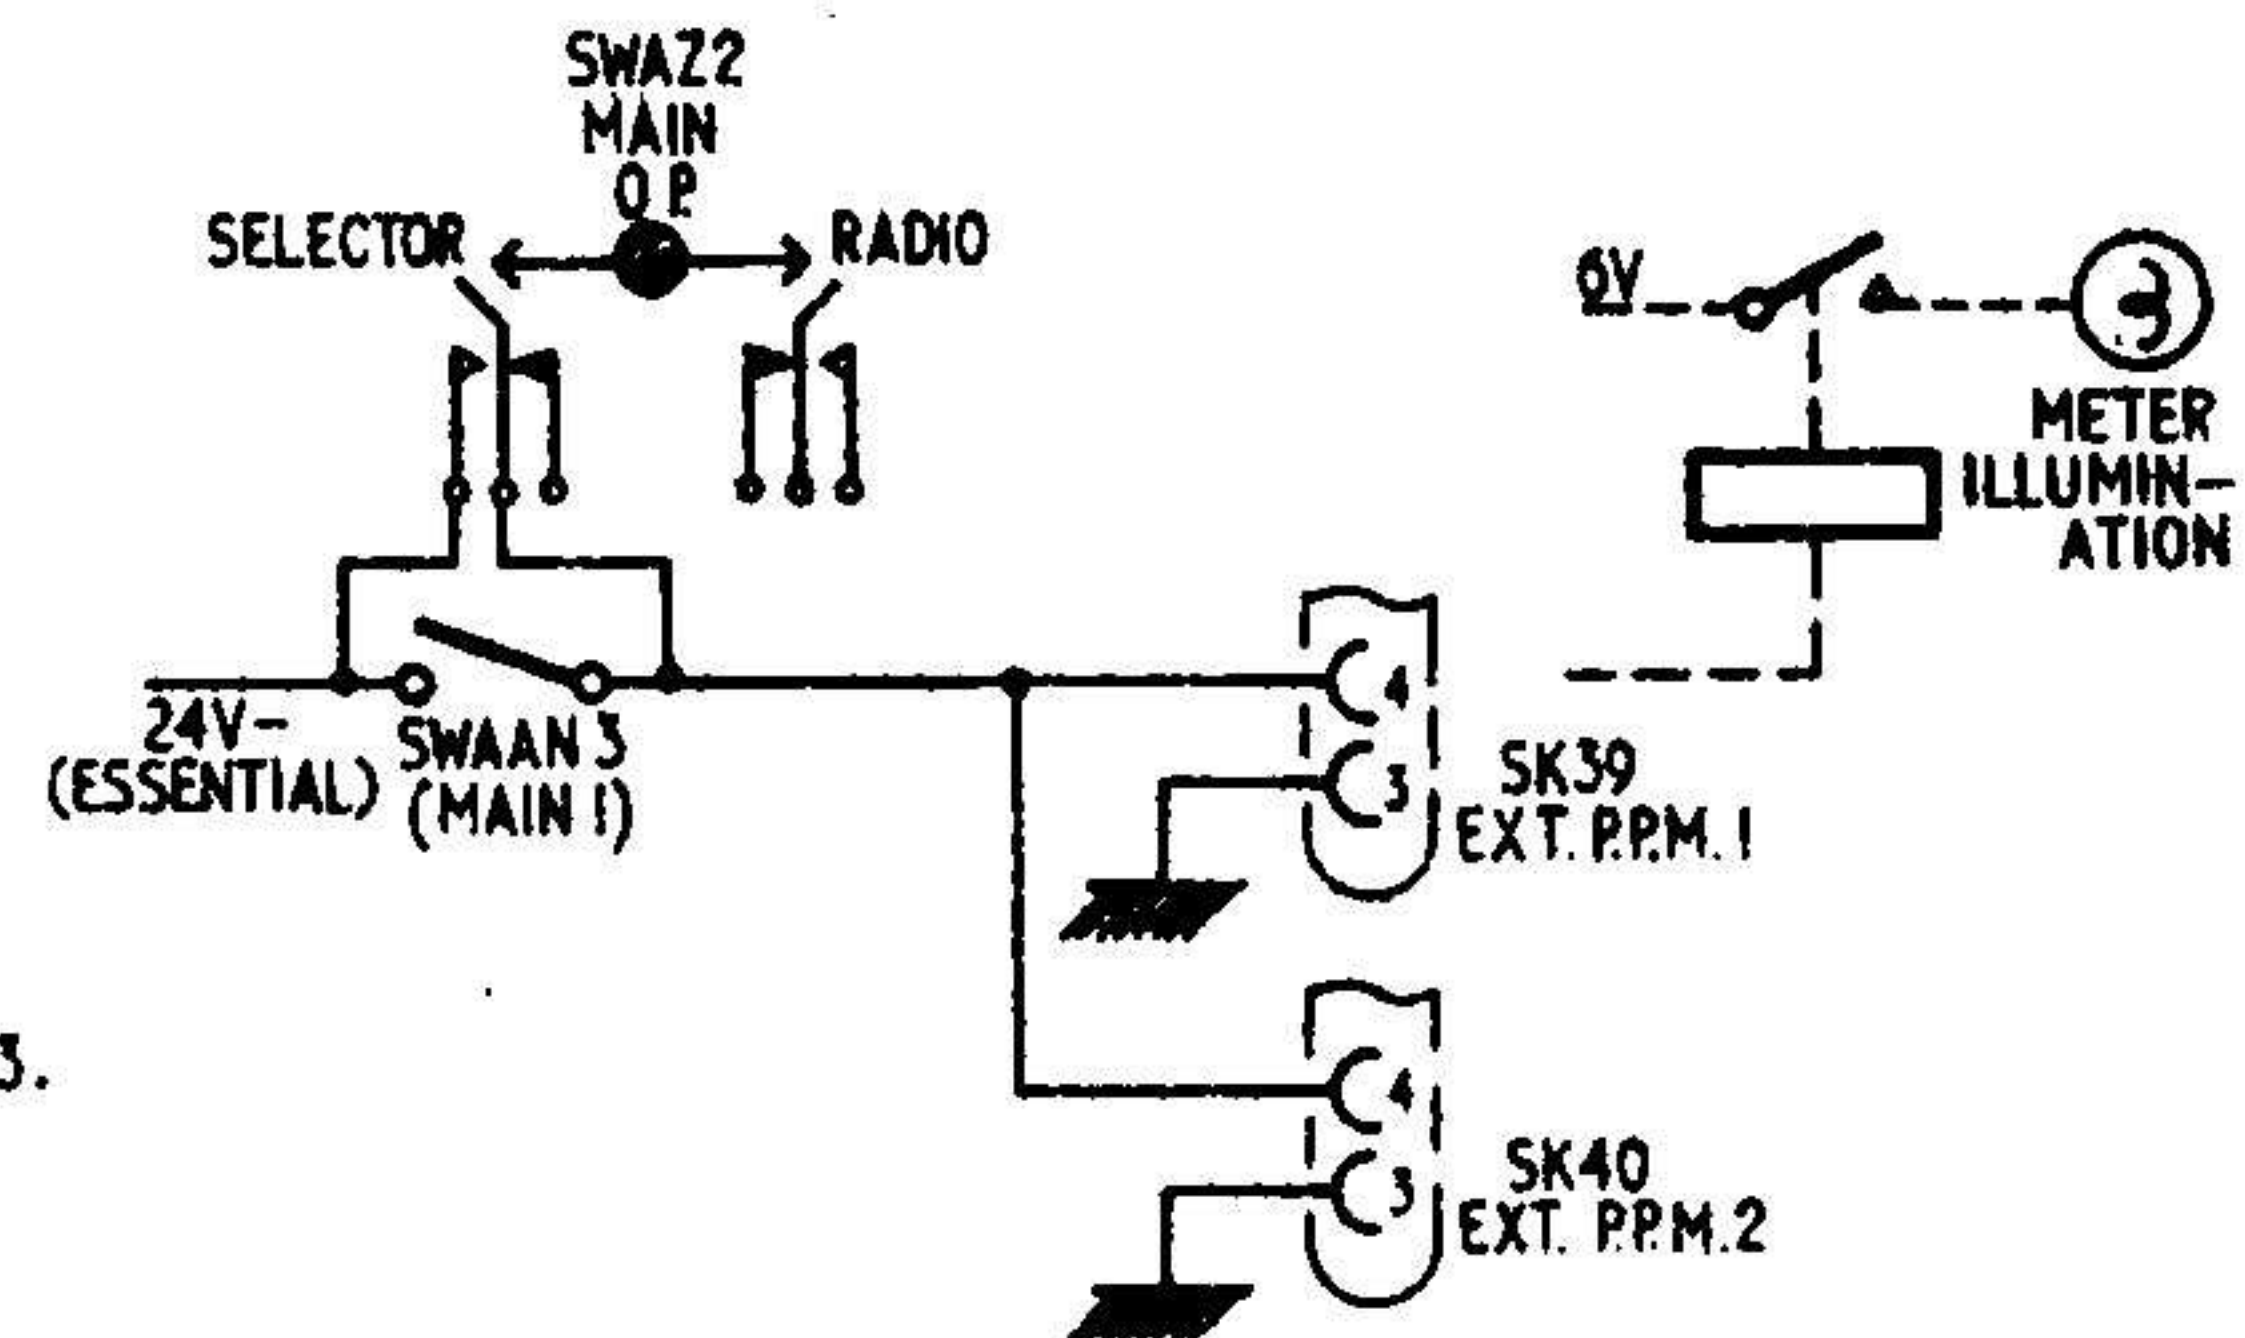 SWAZ2
MAIN
O P.
SELECTOR
RADIO
6V
METER
ILLUMIN-
ATION
24V-
(ESSENTIAL)
SWAAN 3
(MAIN 1)
4
3
SK39
EXT. P.P.M. 1
3.
4
3
SK40
EXT. P.P.M. 2